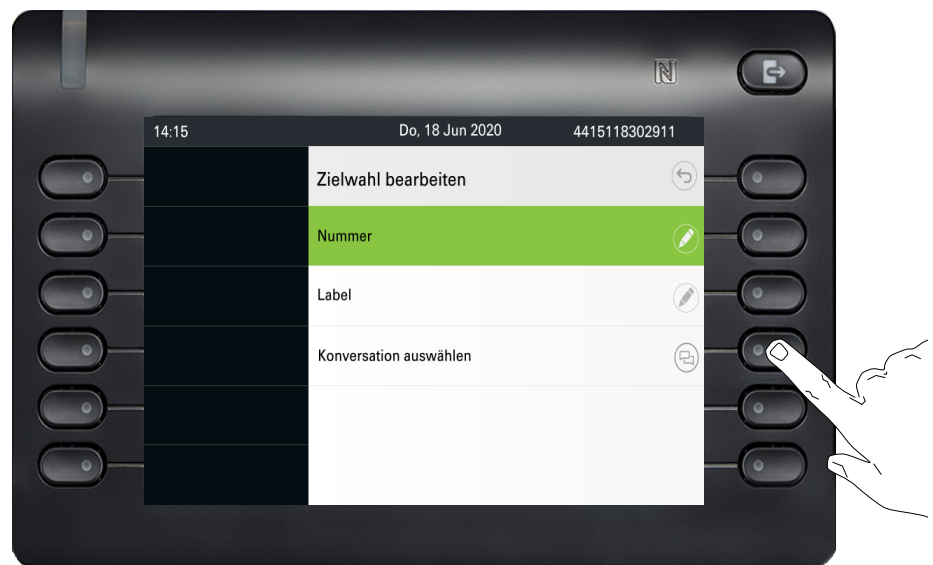 14:15 Do, 18 Jun 2020 4415118302911
Zielwahl bearbeiten
Nummer
Label
Konversation auswählen